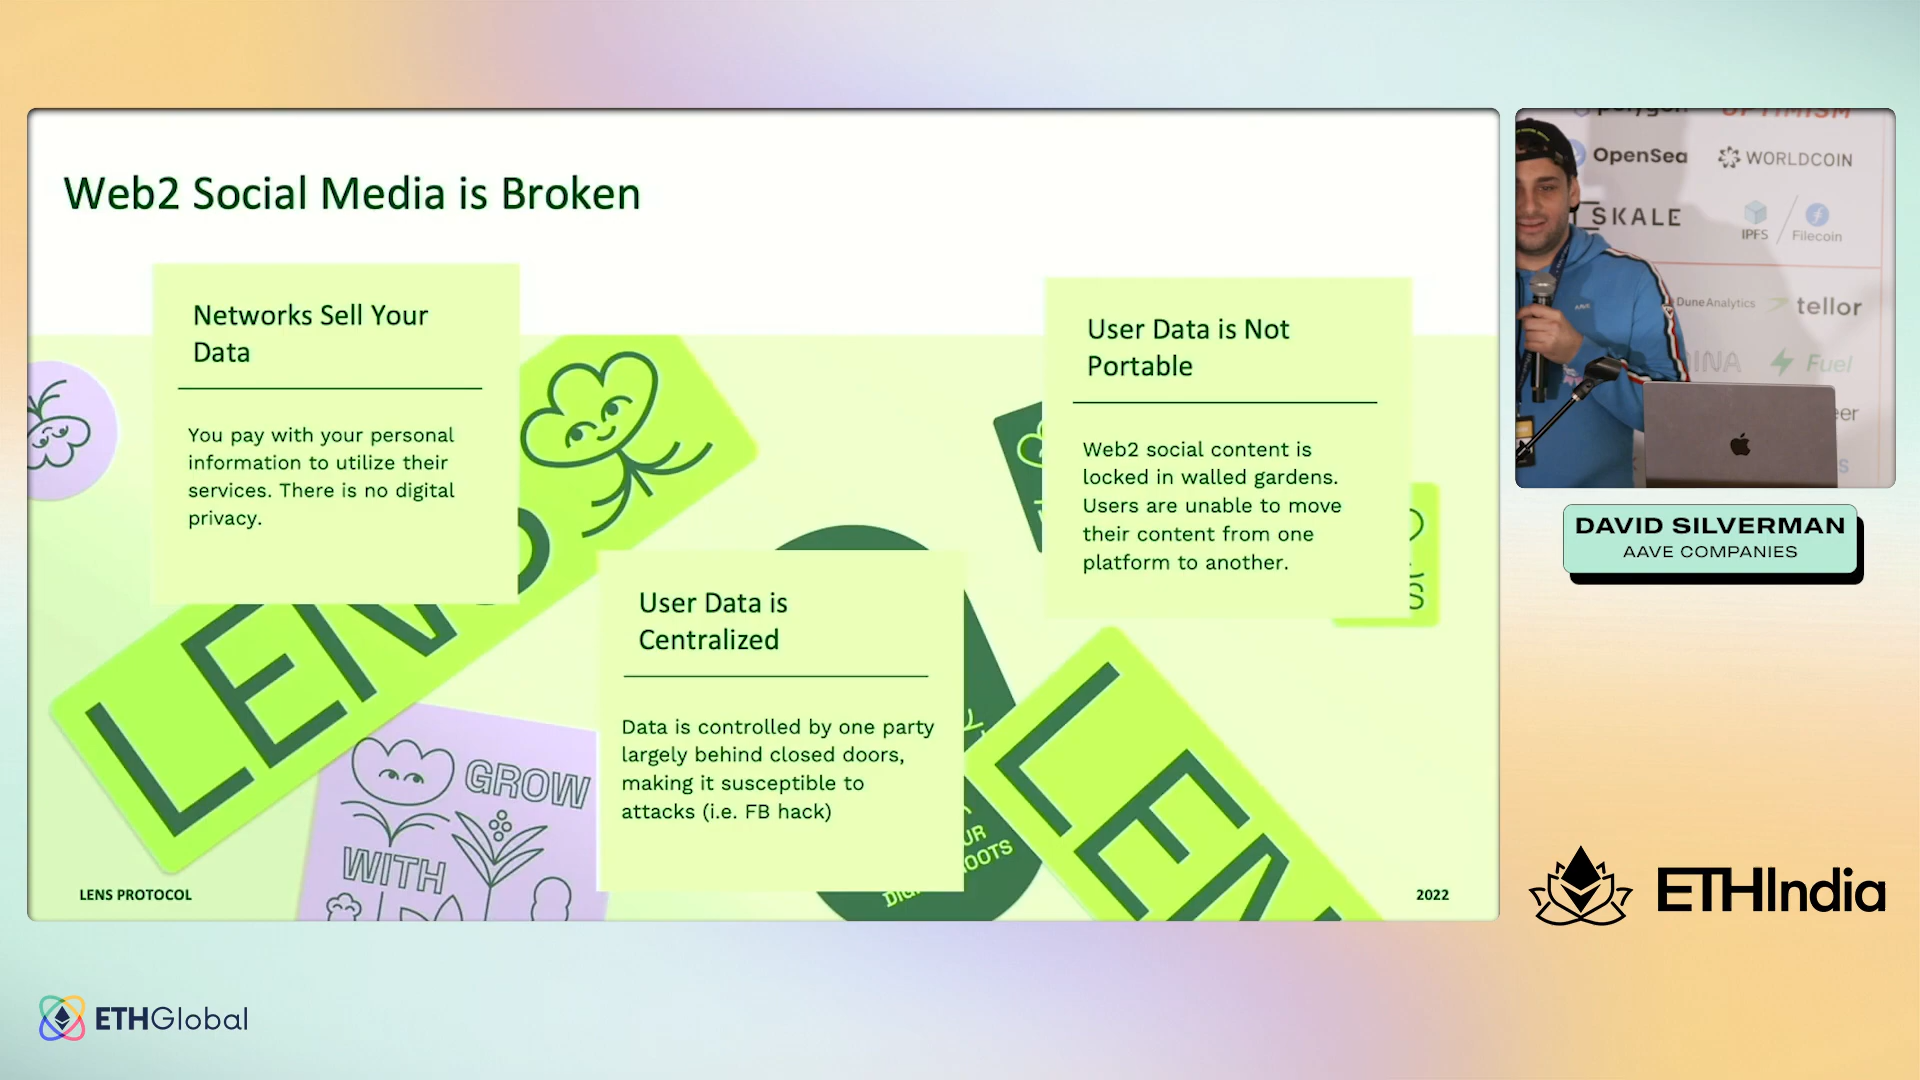 Web2 Social Media is Broken
Networks Sell Your
Data
You pay with your personal
information to utilize their
services. There is no digital
privacy.
User Data is
Centralized
Data is controlled by one party
largely behind closed doors,
making it susceptible to
attacks (i.e. FB hack)
User Data is Not
Portable
Web2 social content is
locked in walled gardens.
Users are unable to move
their content from one
platform to another.
LEN
GROW
WITH
LEN
LENS PROTOCOL
2022
polygon
OPTIMISM
OpenSea
WORLDCOIN
SKALE
IPFS
Filecoin
Dune Analytics
tellor
Fuel
DAVID SILVERMAN
AAVE COMPANIES
ETHIndia
ETHGlobal